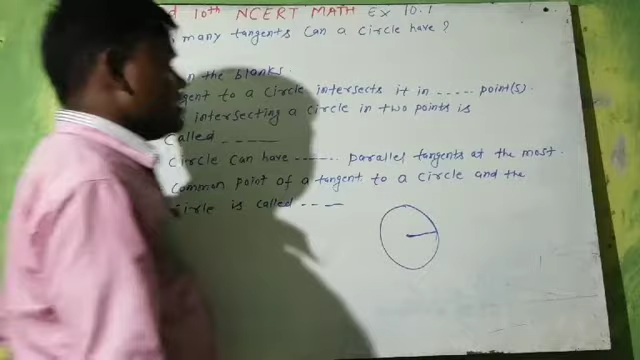 10th NCERT MATH Ex 10.1
many tangents can a circle have?
in the blanks.
gent to a circle intersects it in ..... point(s).
intersecting a circle in two points is
called _ _ _ _
circle can have ...... parallel tangents at the most.
common point of a tangent to a circle and the
circle is called _ _ _ _